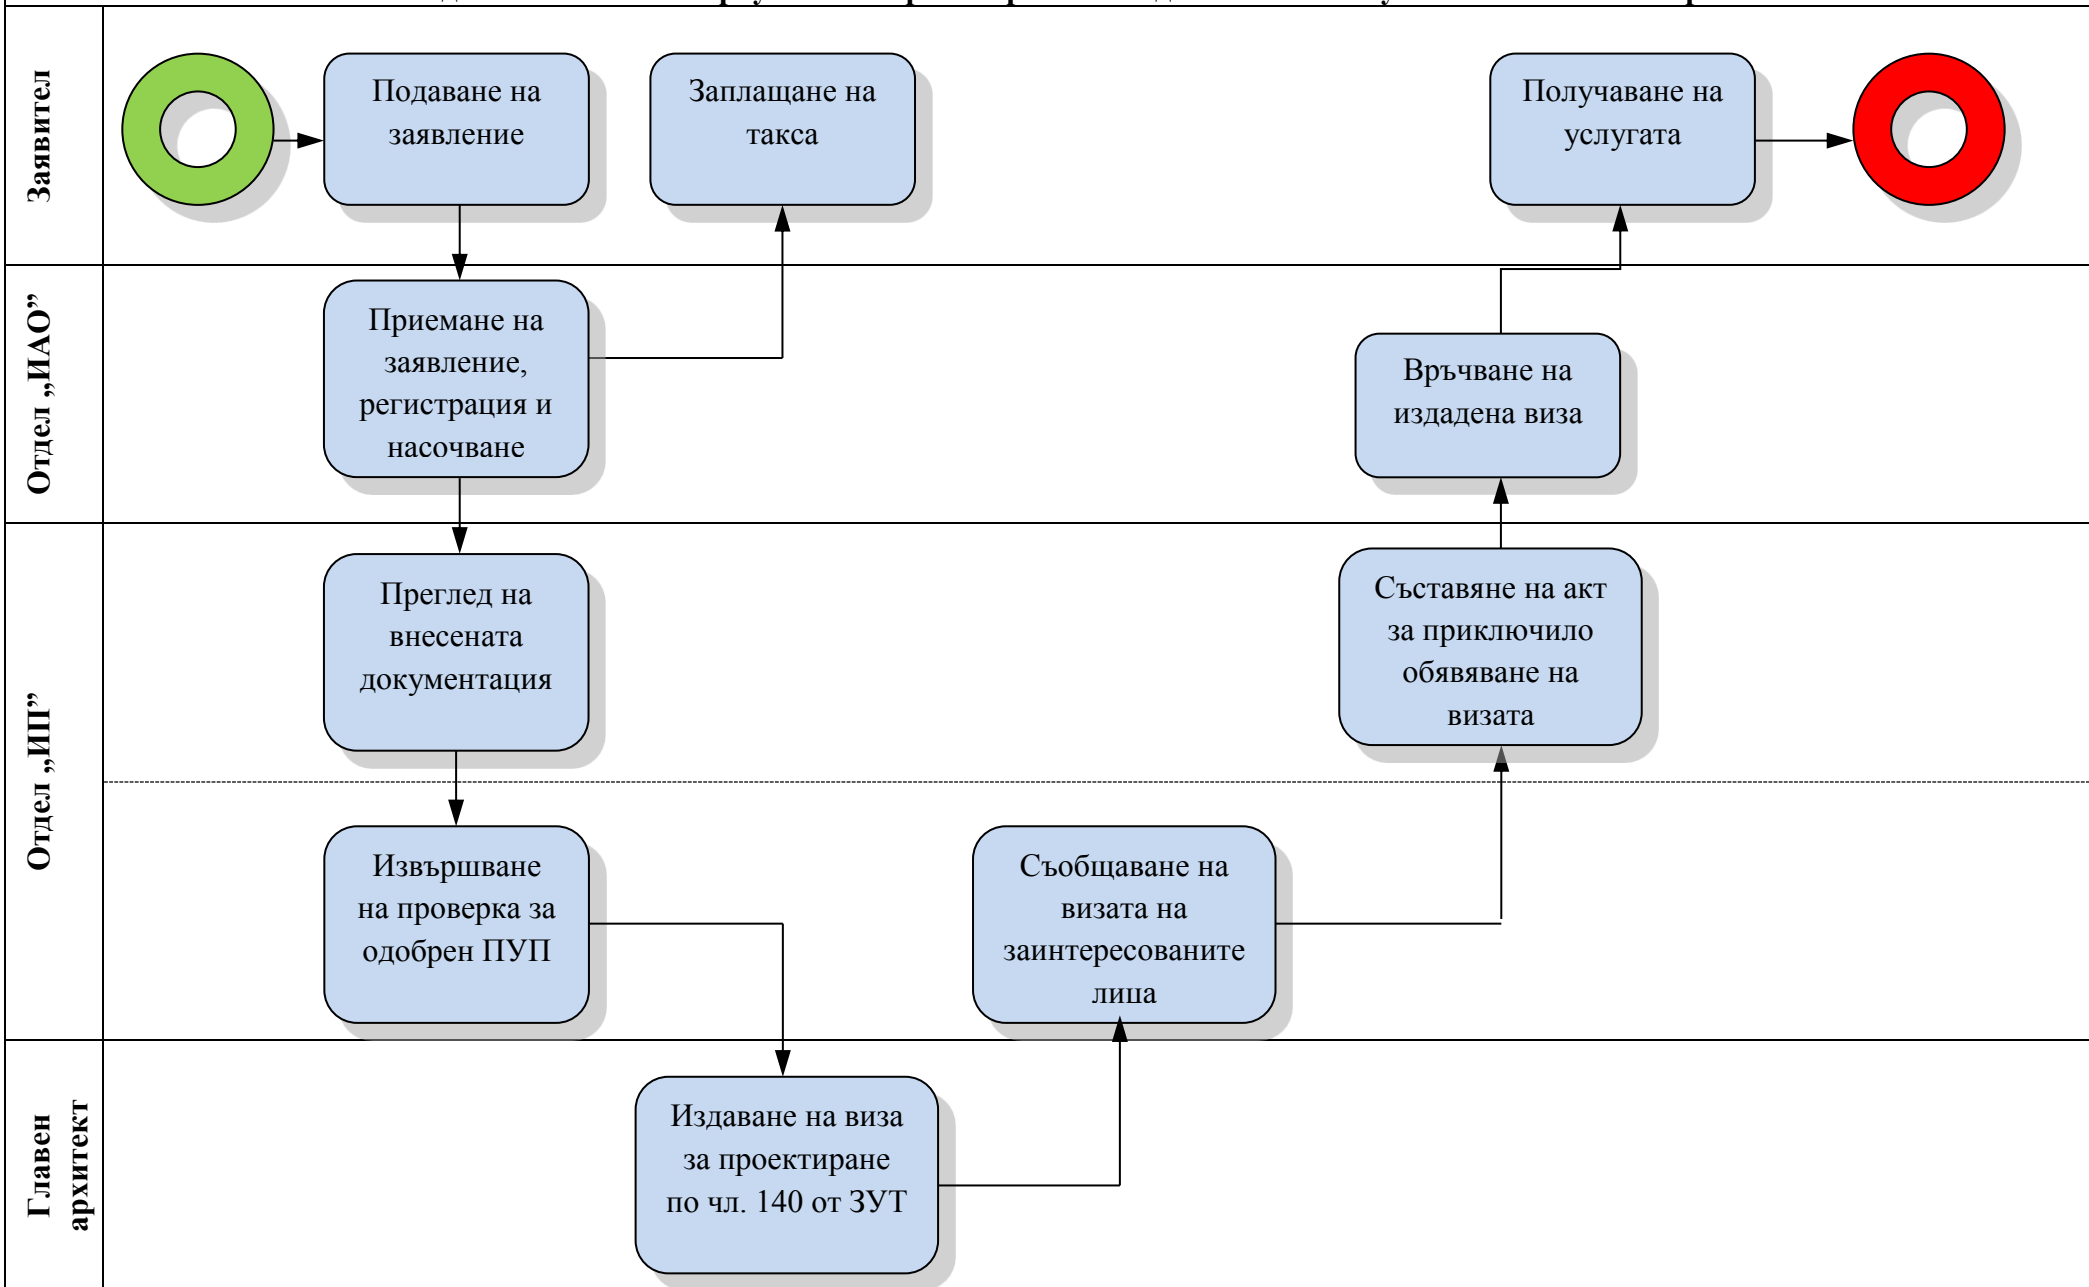 Заявител
Подаване на
заявление
Заплащане на
такса
Получаване на
услугата
Отдел „ИАО”
Приемане на
заявление,
регистрация и
насочване
Връчване на
издадена виза
Отдел „ИП”
Преглед на
внесената
документация
Съставяне на акт
за приключило
обявяване на
визата
Извършване
на проверка за
одобрен ПУП
Съобщаване на
визата на
заинтересованите
лица
Главен
архитект
Издаване на виза
за проектиране
по чл. 140 от ЗУТ